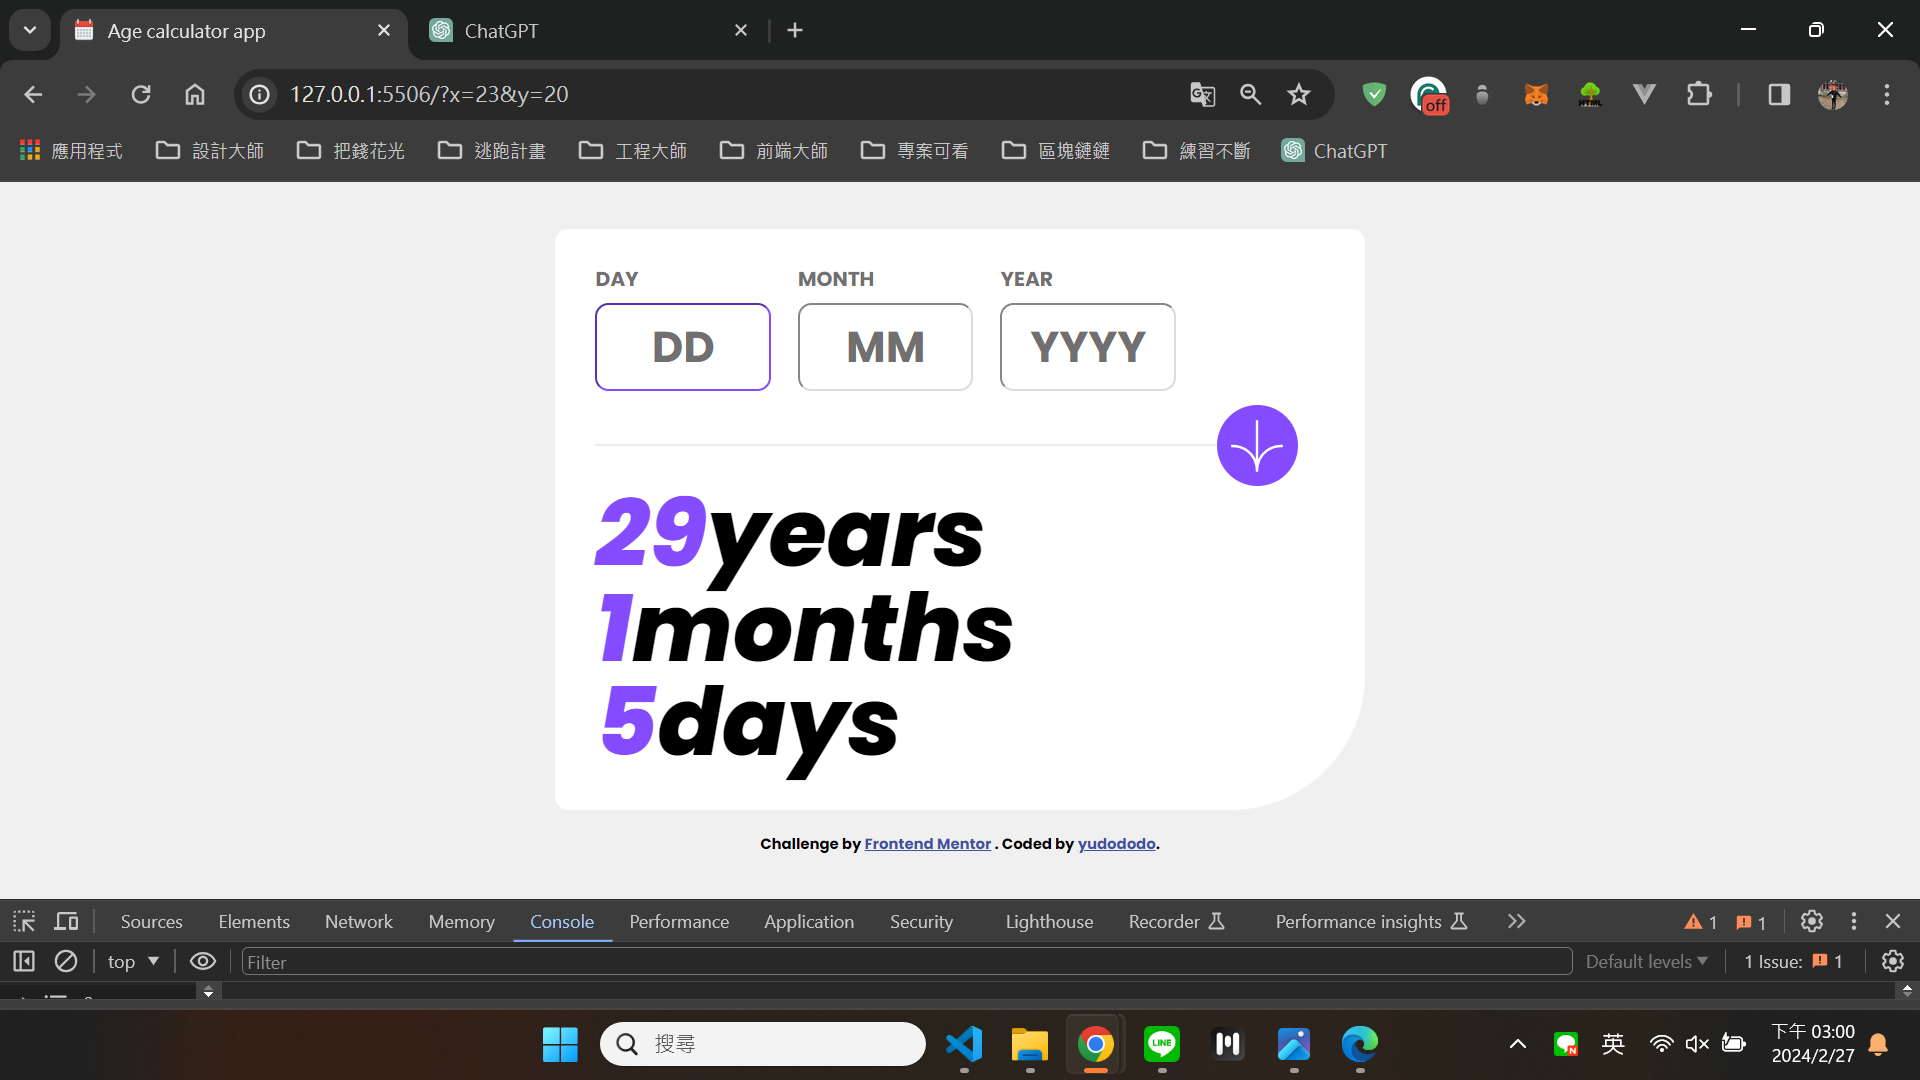 Age calculator app
ChatGPT
127.0.0.1:5506/?x=23&y=20
off
HTML
應用程式
設計大師
把錢花光
逃跑計畫
工程大師
前端大師
專案可看
區塊鏈鏈
練習不斷
ChatGPT
DAY MONTH YEAR
DD MM YYYY
29years
1months
5days
Challenge by Frontend Mentor . Coded by yudododo.
Sources Elements Network Memory Console Performance Application Security Lighthouse Recorder Performance insights 1 1
top Filter Default levels 1 Issue: 1
搜尋
LINE
N
英
下午 03:00
2024/2/27